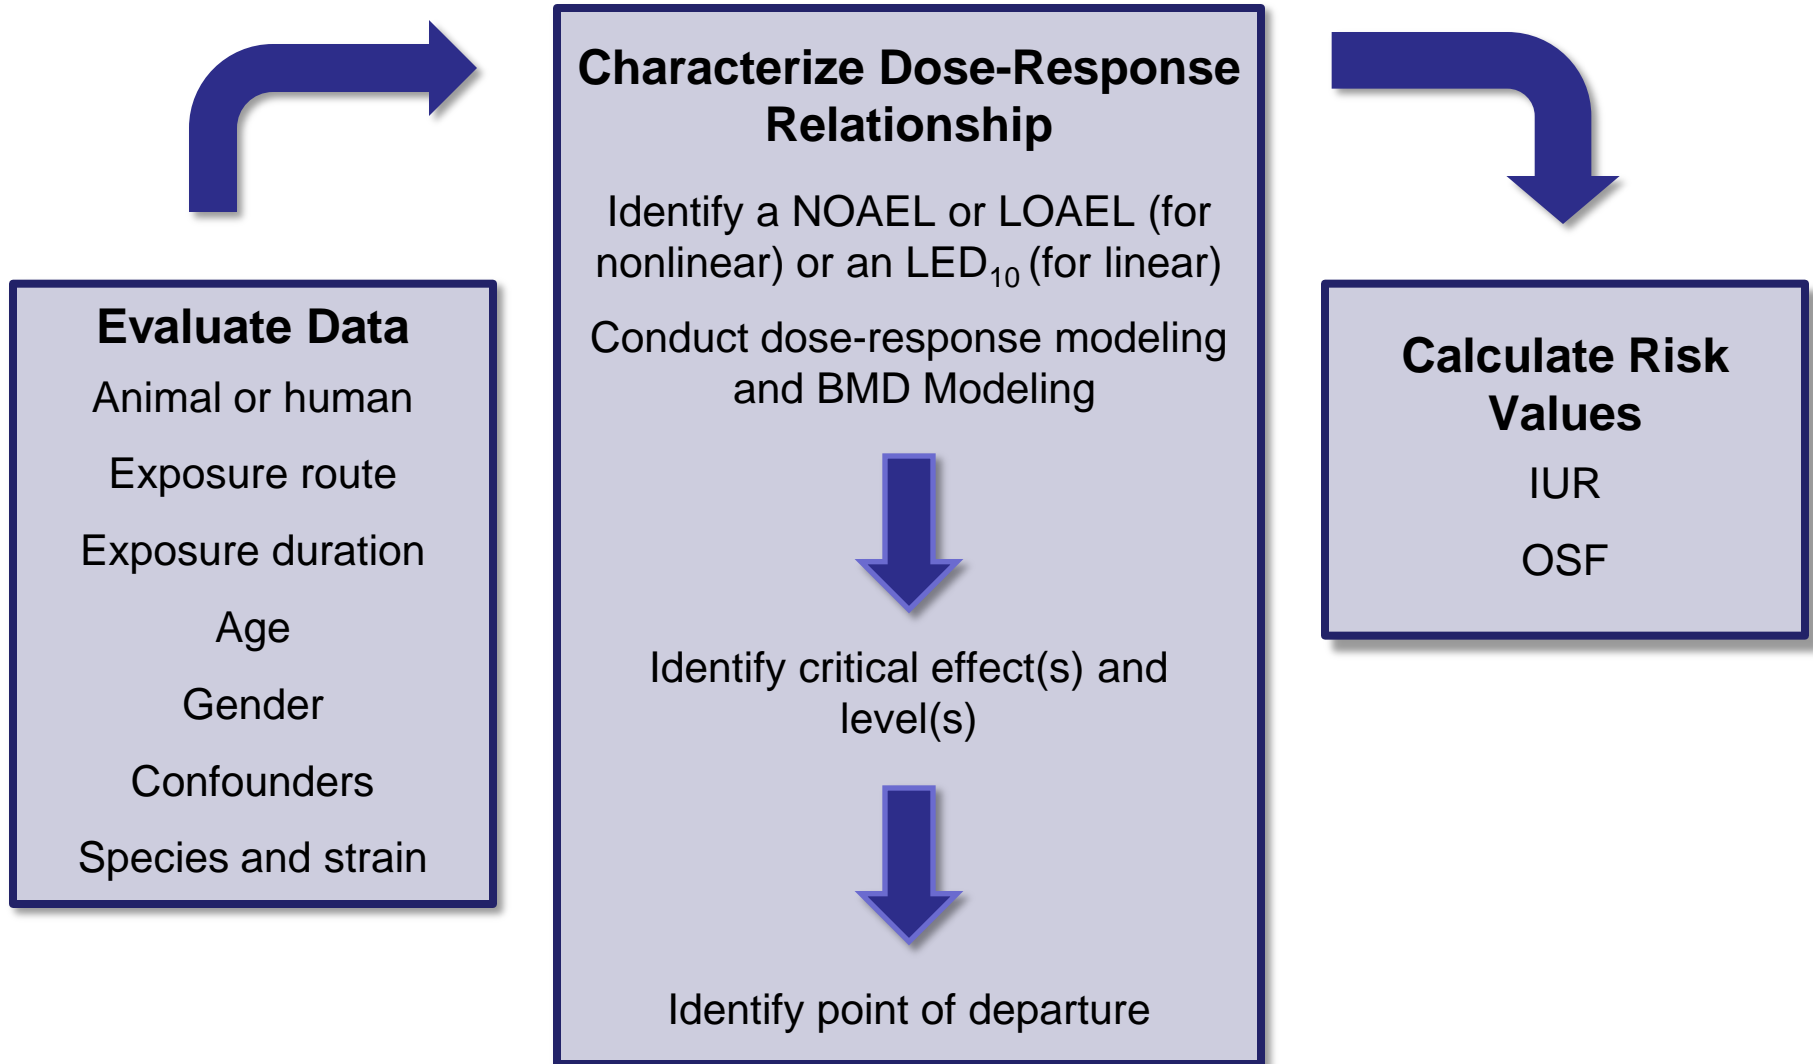 Evaluate Data
Animal or human
Exposure route
Exposure duration
Age
Gender
Confounders
Species and strain
Characterize Dose-Response
Relationship
Identify a NOAEL or LOAEL (for
nonlinear) or an LED₁₀ (for linear)
Conduct dose-response modeling
and BMD Modeling
Identify critical effect(s) and
level(s)
Identify point of departure
Calculate Risk
Values
IUR
OSF